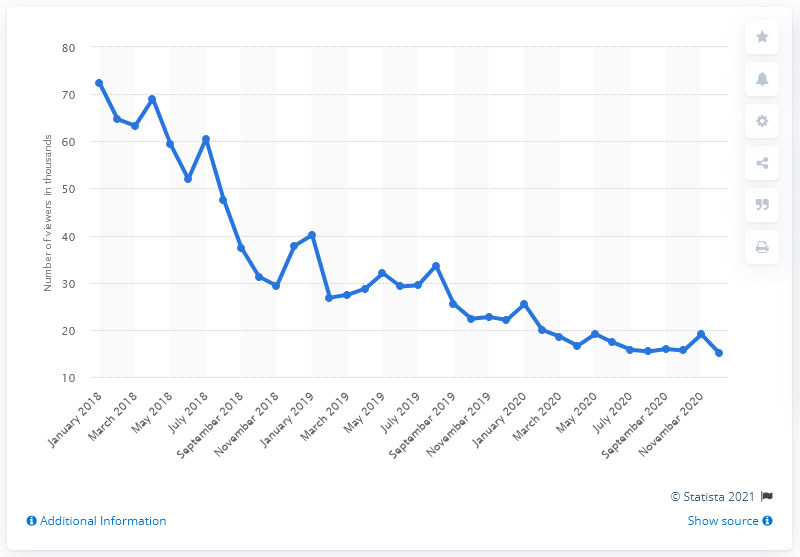 80
70
60
50
40
30
20
10
Number of viewers in thousands
January 2018
March 2018
May 2018
July 2018
September 2018
November 2018
January 2019
March 2019
May 2019
July 2019
September 2019
November 2019
January 2020
March 2020
May 2020
July 2020
September 2020
November 2020
© Statista 2021
Additional Information
Show source